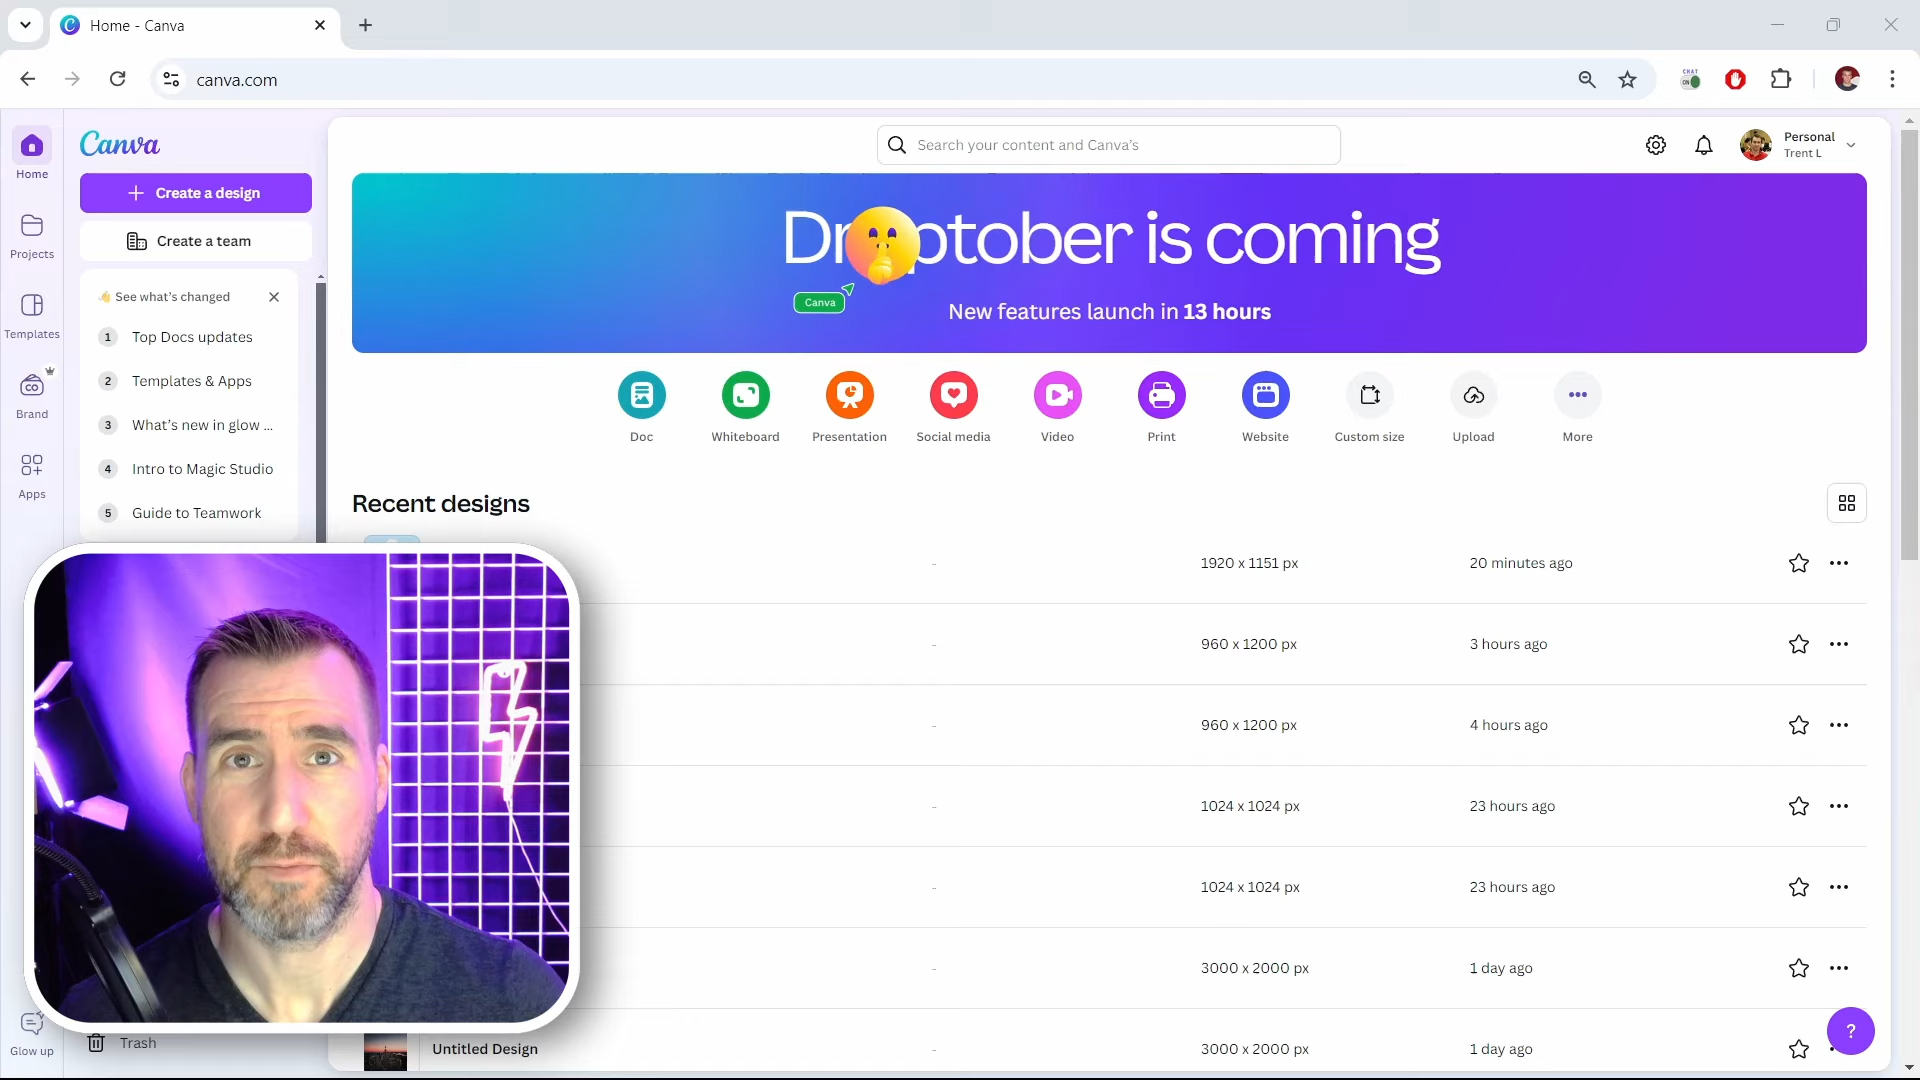 Home - Canva
canva.com
CHAT
ON
Home
Projects
Templates
Brand
Apps
Glow up
Canva
Create a design
Create a team
See what's changed
1 Top Docs updates
2 Templates & Apps
3 What's new in glow ...
4 Intro to Magic Studio
5 Guide to Teamwork
Trash
Search your content and Canva's
Personal
Trent L
is coming
Canva
New features launch in 13 hours
Doc
Whiteboard
Presentation
Social media
Video
Print
Website
Custom size
Upload
More
Recent designs
- 1920 x 1151 px 20 minutes ago
- 960 x 1200 px 3 hours ago
- 960 x 1200 px 4 hours ago
- 1024 x 1024 px 23 hours ago
- 1024 x 1024 px 23 hours ago
- 3000 x 2000 px 1 day ago
Untitled Design - 3000 x 2000 px 1 day ago
?